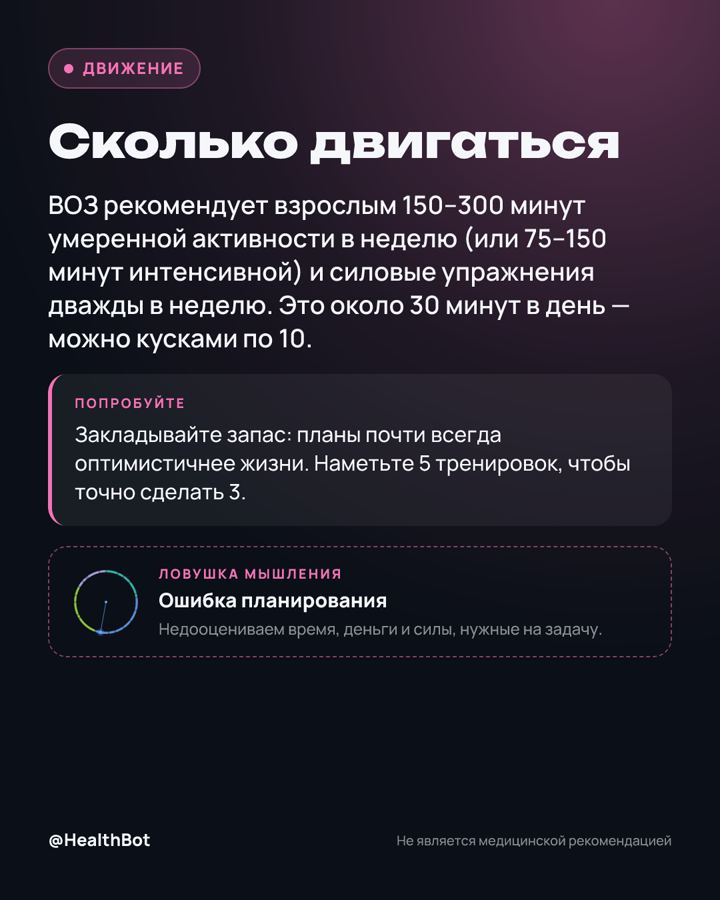 ДВИЖЕНИЕ
Сколько двигаться
ВОЗ рекомендует взрослым 150–300 минут
умеренной активности в неделю (или 75–150
минут интенсивной) и силовые упражнения
дважды в неделю. Это около 30 минут в день —
можно кусками по 10.
ПОПРОБУЙТЕ
Закладывайте запас: планы почти всегда
оптимистичнее жизни. Наметьте 5 тренировок, чтобы
точно сделать 3.
ЛОВУШКА МЫШЛЕНИЯ
Ошибка планирования
Недооцениваем время, деньги и силы, нужные на задачу.
@HealthBot
Не является медицинской рекомендацией